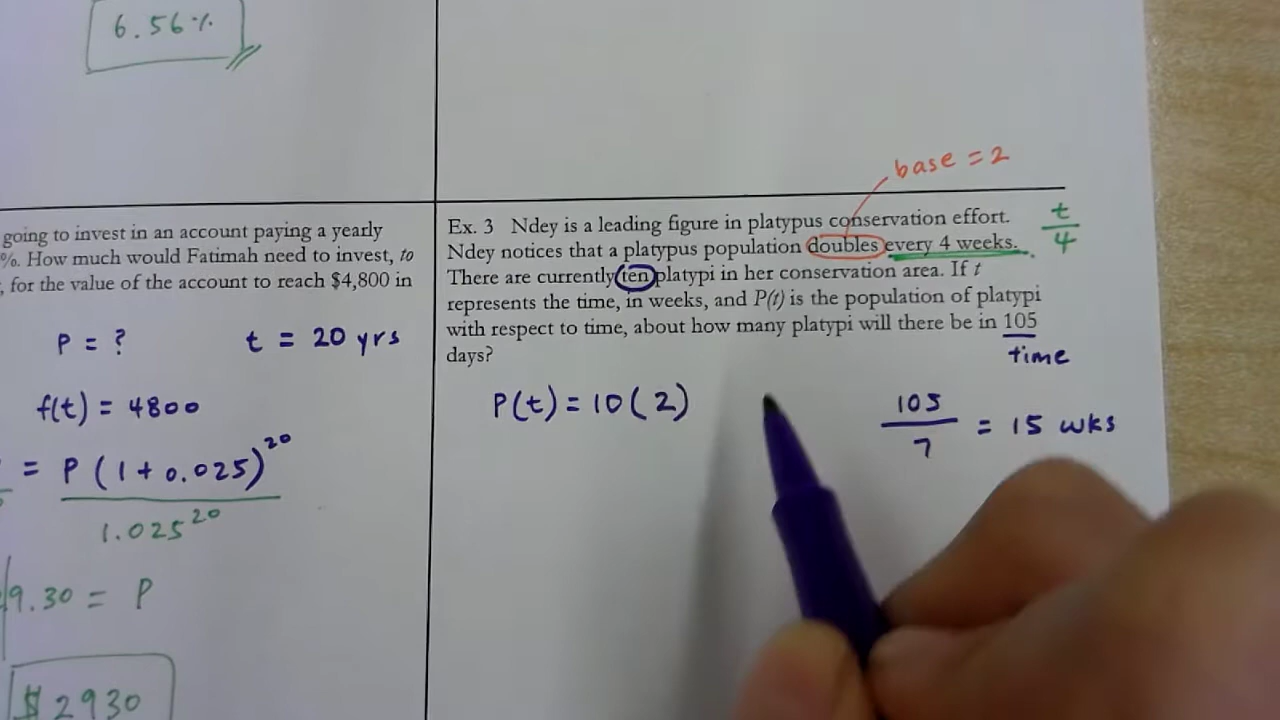 6.56%
going to invest in an account paying a yearly
%. How much would Fatimah need to invest, to
, for the value of the account to reach $4,800 in
P = ?
t = 20 yrs
f(t) = 4800
= P(1+0.025)^20
1.025^20
9.30 = P
$2930
base = 2
Ex. 3 Ndey is a leading figure in platypus conservation effort.
Ndey notices that a platypus population doubles every 4 weeks.
t/4
There are currently ten platypi in her conservation area. If t
represents the time, in weeks, and P(t) is the population of platypi
with respect to time, about how many platypi will there be in 105
days?
time
P(t) = 10(2)
105/7 = 15 wks